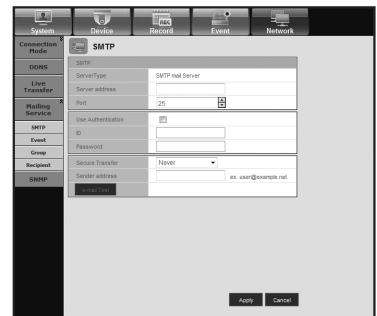 System Device Record Event Network
REC
Connection Mode
DDNS
Live Transfer
Mailing Service
SMTP
Event
Group
Recipient
SNMP
SMTP
SMTP
ServerType SMTP mail Server
Server address
Port 25
Use Authentication
ID
Password
Secure Transfer Never
Sender address ex. user@example.net
e-mail Test
Apply Cancel